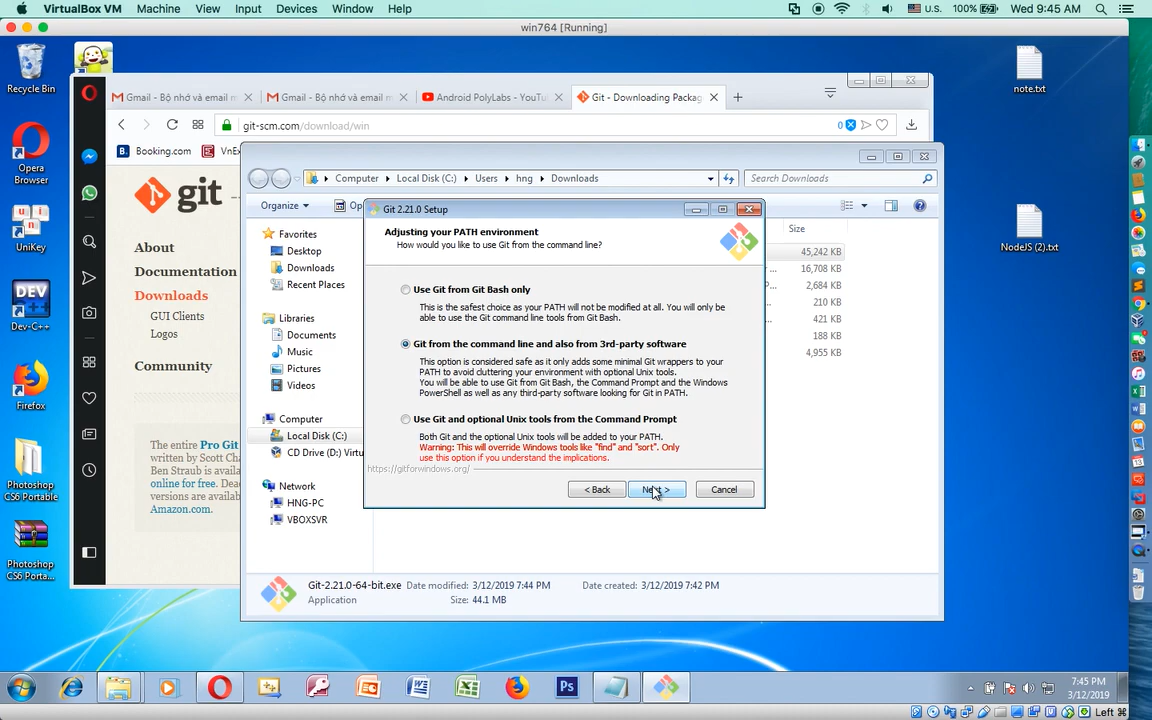 VirtualBox VM Machine View Input Devices Window Help
U.S. 100% Wed 9:45 AM
win764 [Running]
Recycle Bin
note.txt
Gmail - Bộ nhớ và email m
Gmail - Bộ nhớ và email m
Android PolyLabs - YouTu
Git - Downloading Packag
git-scm.com/download/win
0
Booking.com
VnEx
Opera
Browser
UniKey
Dev-C++
Firefox
Photoshop
CS6 Portable
Photoshop
CS6 Porta...
NodeJS (2).txt
git
About
Documentation
Downloads
GUI Clients
Logos
Community
The entire Pro Git
written by Scott Cha
Ben Straub is availa
online for free. Dead
versions are available
Amazon.com.
Computer Local Disk (C:) Users hng Downloads
Search Downloads
Organize
Op
Size
Favorites
Desktop
Downloads
Recent Places
Libraries
Documents
Music
Pictures
Videos
Computer
Local Disk (C:)
CD Drive (D:) Virtu
Network
HNG-PC
VBOXSVR
45,242 KB
16,708 KB
2,684 KB
210 KB
421 KB
188 KB
4,955 KB
Git 2.21.0 Setup
Adjusting your PATH environment
How would you like to use Git from the command line?
Use Git from Git Bash only
This is the safest choice as your PATH will not be modified at all. You will only be
able to use the Git command line tools from Git Bash.
Git from the command line and also from 3rd-party software
This option is considered safe as it only adds some minimal Git wrappers to your
PATH to avoid cluttering your environment with optional Unix tools.
You will be able to use Git from Git Bash, the Command Prompt and the Windows
PowerShell as well as any third-party software looking for Git in PATH.
Use Git and optional Unix tools from the Command Prompt
Both Git and the optional Unix tools will be added to your PATH.
Warning: This will override Windows tools like "find" and "sort". Only
use this option if you understand the implications.
https://gitforwindows.org/
< Back
Next >
Cancel
Git-2.21.0-64-bit.exe Date modified: 3/12/2019 7:44 PM Date created: 3/12/2019 7:42 PM
Application Size: 44.1 MB
7:45 PM
3/12/2019
Left ⌘